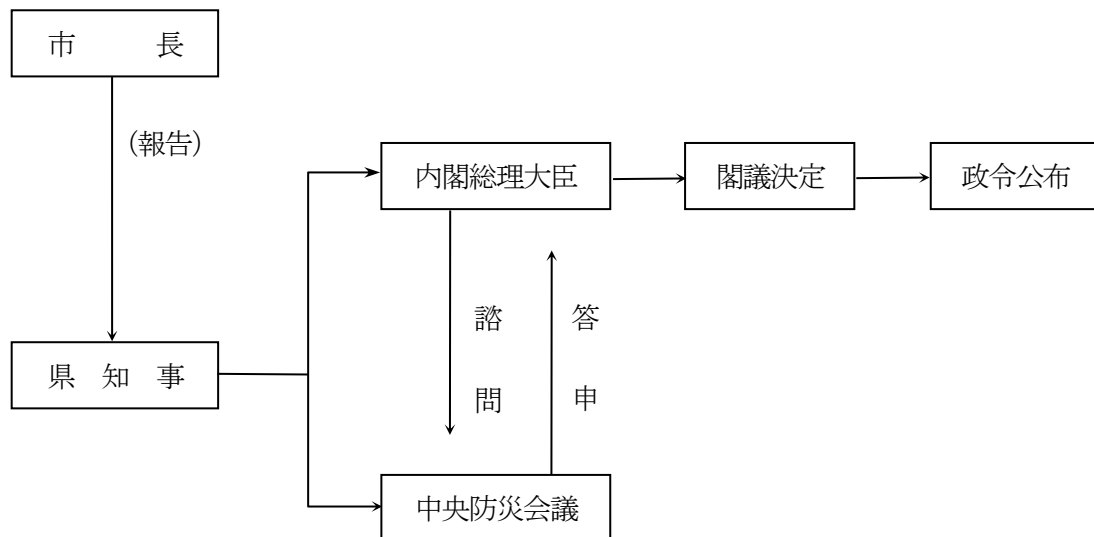 市　長
(報告)
内閣総理大臣
閣議決定
政令公布
諮問
答申
県知事
中央防災会議